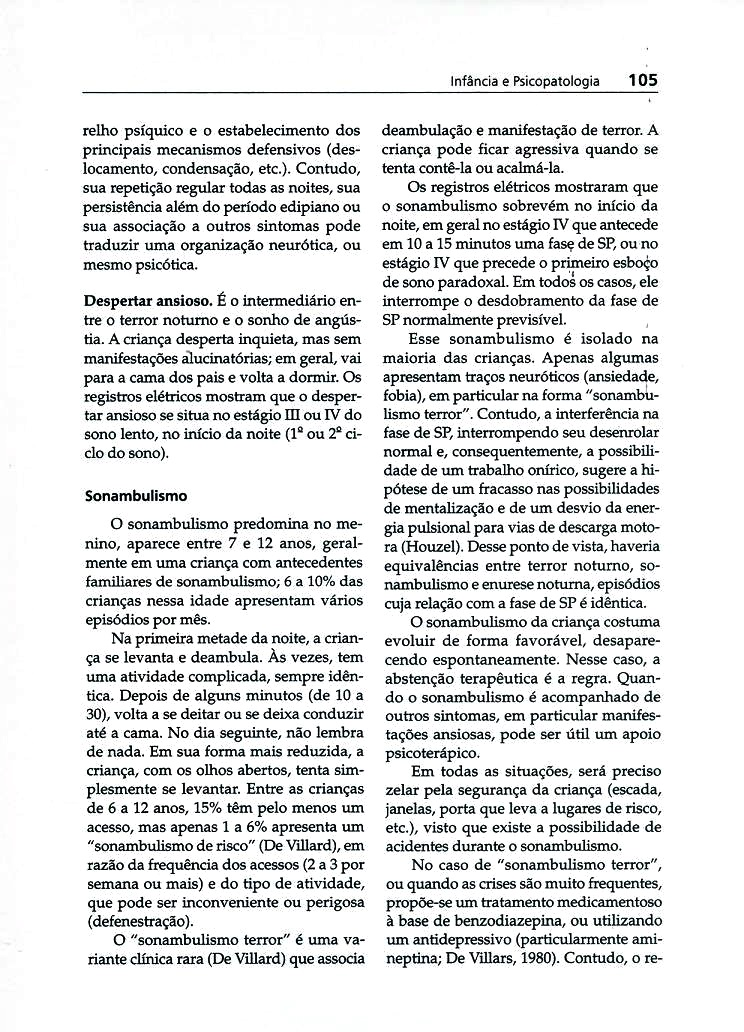 Infância e Psicopatologia 105
relho psíquico e o estabelecimento dos
principais mecanismos defensivos (des-
locamento, condensação, etc.). Contudo,
sua repetição regular todas as noites, sua
persistência além do período edipiano ou
sua associação a outros sintomas pode
traduzir uma organização neurótica, ou
mesmo psicótica.
Despertar ansioso. É o intermediário en-
tre o terror noturno e o sonho de angús-
tia. A criança desperta inquieta, mas sem
manifestações alucinatórias; em geral, vai
para a cama dos pais e volta a dormir. Os
registros elétricos mostram que o desper-
tar ansioso se situa no estágio III ou IV do
sono lento, no início da noite (1º ou 2º ci-
clo do sono).
Sonambulismo
O sonambulismo predomina no me-
nino, aparece entre 7 e 12 anos, geral-
mente em uma criança com antecedentes
familiares de sonambulismo; 6 a 10% das
crianças nessa idade apresentam vários
episódios por mês.
Na primeira metade da noite, a crian-
ça se levanta e deambula. Às vezes, tem
uma atividade complicada, sempre idên-
tica. Depois de alguns minutos (de 10 a
30), volta a se deitar ou se deixa conduzir
até a cama. No dia seguinte, não lembra
de nada. Em sua forma mais reduzida, a
criança, com os olhos abertos, tenta sim-
plesmente se levantar. Entre as crianças
de 6 a 12 anos, 15% têm pelo menos um
acesso, mas apenas 1 a 6% apresenta um
"sonambulismo de risco" (De Villard), em
razão da frequência dos acessos (2 a 3 por
semana ou mais) e do tipo de atividade,
que pode ser inconveniente ou perigosa
(defenestração).
O "sonambulismo terror" é uma va-
riante clínica rara (De Villard) que associa
deambulação e manifestação de terror. A
criança pode ficar agressiva quando se
tenta contê-la ou acalmá-la.
Os registros elétricos mostraram que
o sonambulismo sobrevém no início da
noite, em geral no estágio IV que antecede
em 10 a 15 minutos uma fase de SP, ou no
estágio IV que precede o primeiro esboço
de sono paradoxal. Em todos os casos, ele
interrompe o desdobramento da fase de
SP normalmente previsível.
Esse sonambulismo é isolado na
maioria das crianças. Apenas algumas
apresentam traços neuróticos (ansiedade,
fobia), em particular na forma "sonambu-
lismo terror". Contudo, a interferência na
fase de SP, interrompendo seu desenrolar
normal e, consequentemente, a possibili-
dade de um trabalho onírico, sugere a hi-
pótese de um fracasso nas possibilidades
de mentalização e de um desvio da ener-
gia pulsional para vias de descarga moto-
ra (Houzel). Desse ponto de vista, haveria
equivalências entre terror noturno, so-
nambulismo e enurese noturna, episódios
cuja relação com a fase de SP é idêntica.
O sonambulismo da criança costuma
evoluir de forma favorável, desapare-
cendo espontaneamente. Nesse caso, a
abstenção terapêutica é a regra. Quan-
do o sonambulismo é acompanhado de
outros sintomas, em particular manifes-
tações ansiosas, pode ser útil um apoio
psicoterápico.
Em todas as situações, será preciso
zelar pela segurança da criança (escada,
janelas, porta que leva a lugares de risco,
etc.), visto que existe a possibilidade de
acidentes durante o sonambulismo.
No caso de "sonambulismo terror",
ou quando as crises são muito frequentes,
propõe-se um tratamento medicamentoso
à base de benzodiazepina, ou utilizando
um antidepressivo (particularmente ami-
neptina; De Villars, 1980). Contudo, o re-